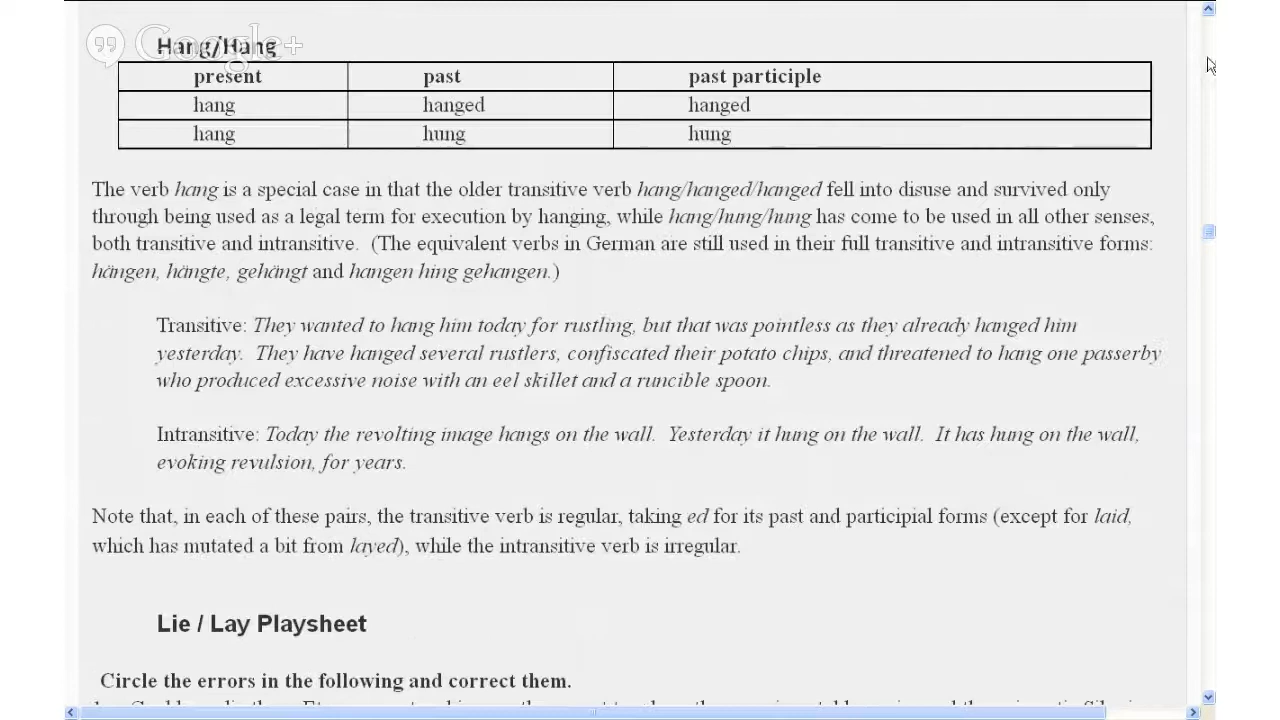 Google+
Hang/Hang
present past past participle
hang hanged hanged
hang hung hung
The verb hang is a special case in that the older transitive verb hang/hanged/hanged fell into disuse and survived only
through being used as a legal term for execution by hanging, while hang/hung/hung has come to be used in all other senses,
both transitive and intransitive. (The equivalent verbs in German are still used in their full transitive and intransitive forms:
hängen, hängte, gehängt and hangen hing gehangen.)
Transitive: They wanted to hang him today for rustling, but that was pointless as they already hanged him
yesterday. They have hanged several rustlers, confiscated their potato chips, and threatened to hang one passerby
who produced excessive noise with an eel skillet and a runcible spoon.
Intransitive: Today the revolting image hangs on the wall. Yesterday it hung on the wall. It has hung on the wall,
evoking revulsion, for years.
Note that, in each of these pairs, the transitive verb is regular, taking ed for its past and participial forms (except for laid,
which has mutated a bit from layed), while the intransitive verb is irregular.
Lie / Lay Playsheet
Circle the errors in the following and correct them.